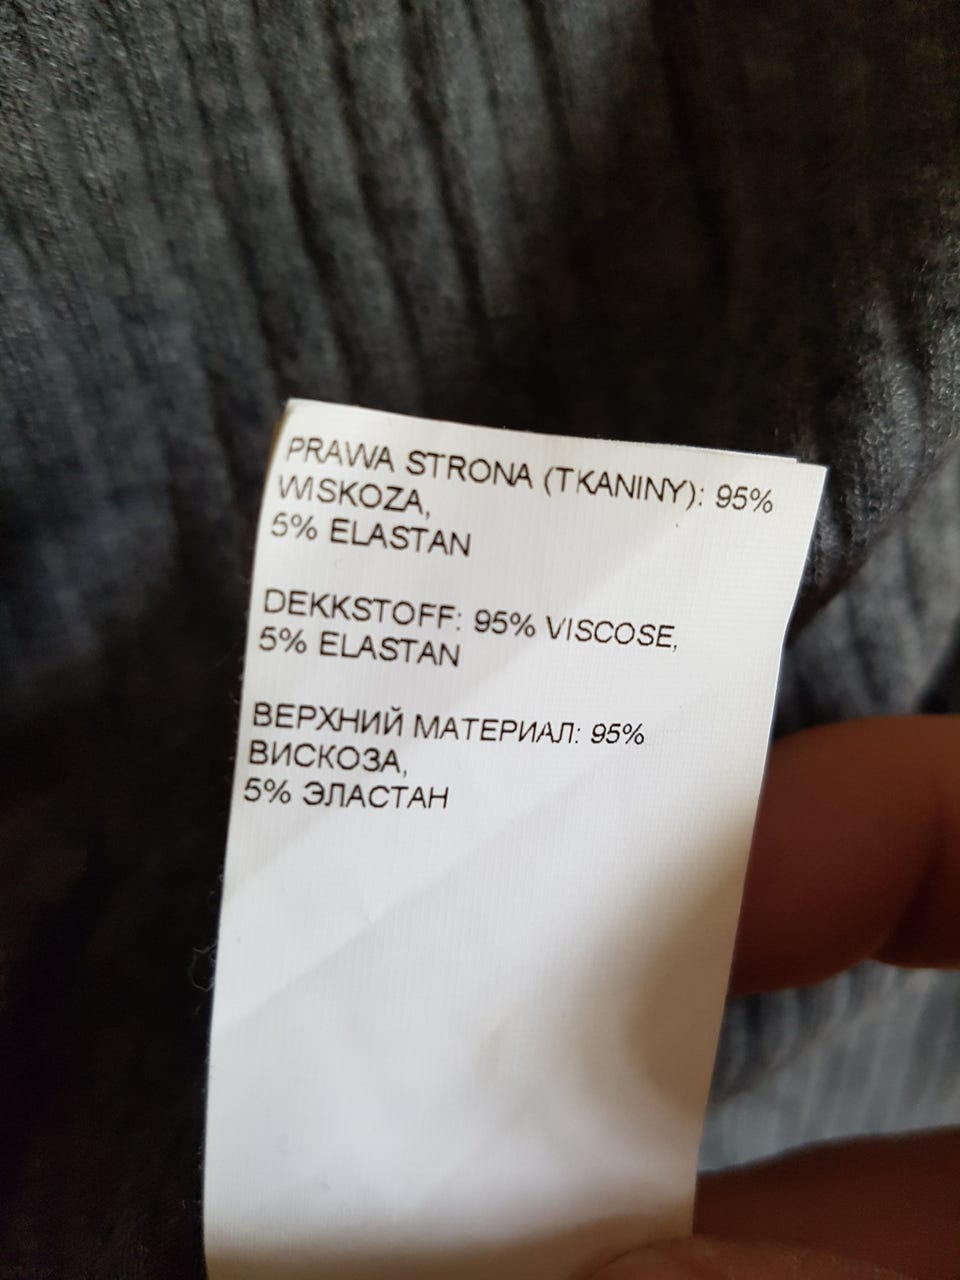 PRAWA STRONA (TKANINY): 95%
WISKOZA,
5% ELASTAN
DEKKSTOFF: 95% VISCOSE,
5% ELASTAN
ВЕРХНИЙ МАТЕРИАЛ: 95%
ВИСКОЗА,
5% ЭЛАСТАН